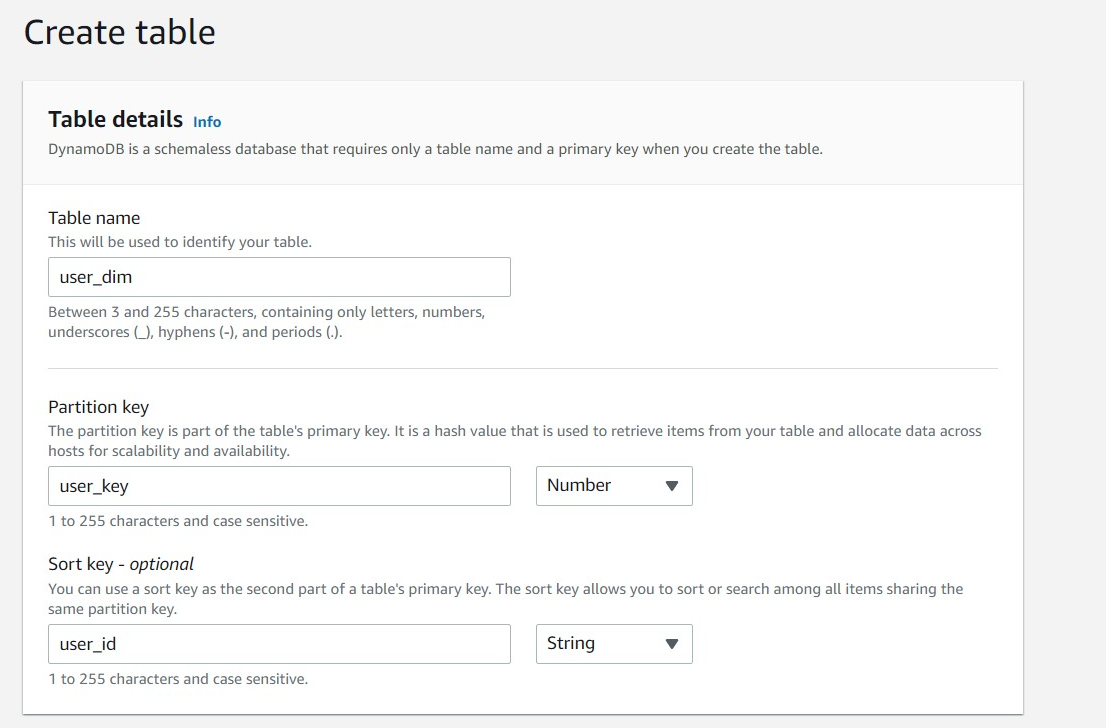 Create table
Table details Info
DynamoDB is a schemaless database that requires only a table name and a primary key when you create the table.
Table name
This will be used to identify your table.
user_dim
Between 3 and 255 characters, containing only letters, numbers,
underscores (_), hyphens (-), and periods (.).
Partition key
The partition key is part of the table's primary key. It is a hash value that is used to retrieve items from your table and allocate data across
hosts for scalability and availability.
user_key Number
1 to 255 characters and case sensitive.
Sort key - optional
You can use a sort key as the second part of a table's primary key. The sort key allows you to sort or search among all items sharing the
same partition key.
user_id String
1 to 255 characters and case sensitive.